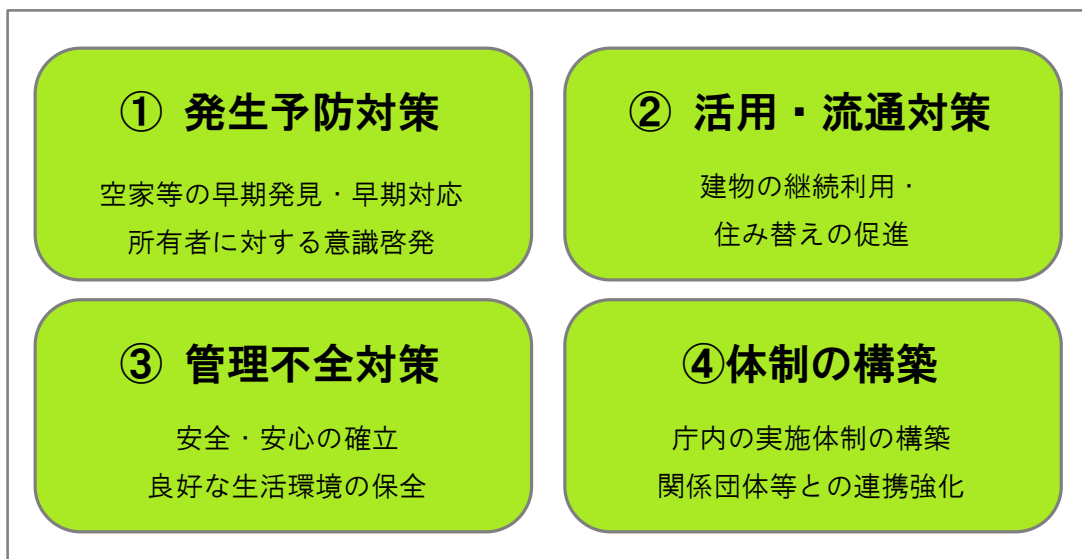 ① 発生予防対策
空家等の早期発見・早期対応
所有者に対する意識啓発
② 活用・流通対策
建物の継続利用・
住み替えの促進
③ 管理不全対策
安全・安心の確立
良好な生活環境の保全
④体制の構築
庁内の実施体制の構築
関係団体等との連携強化